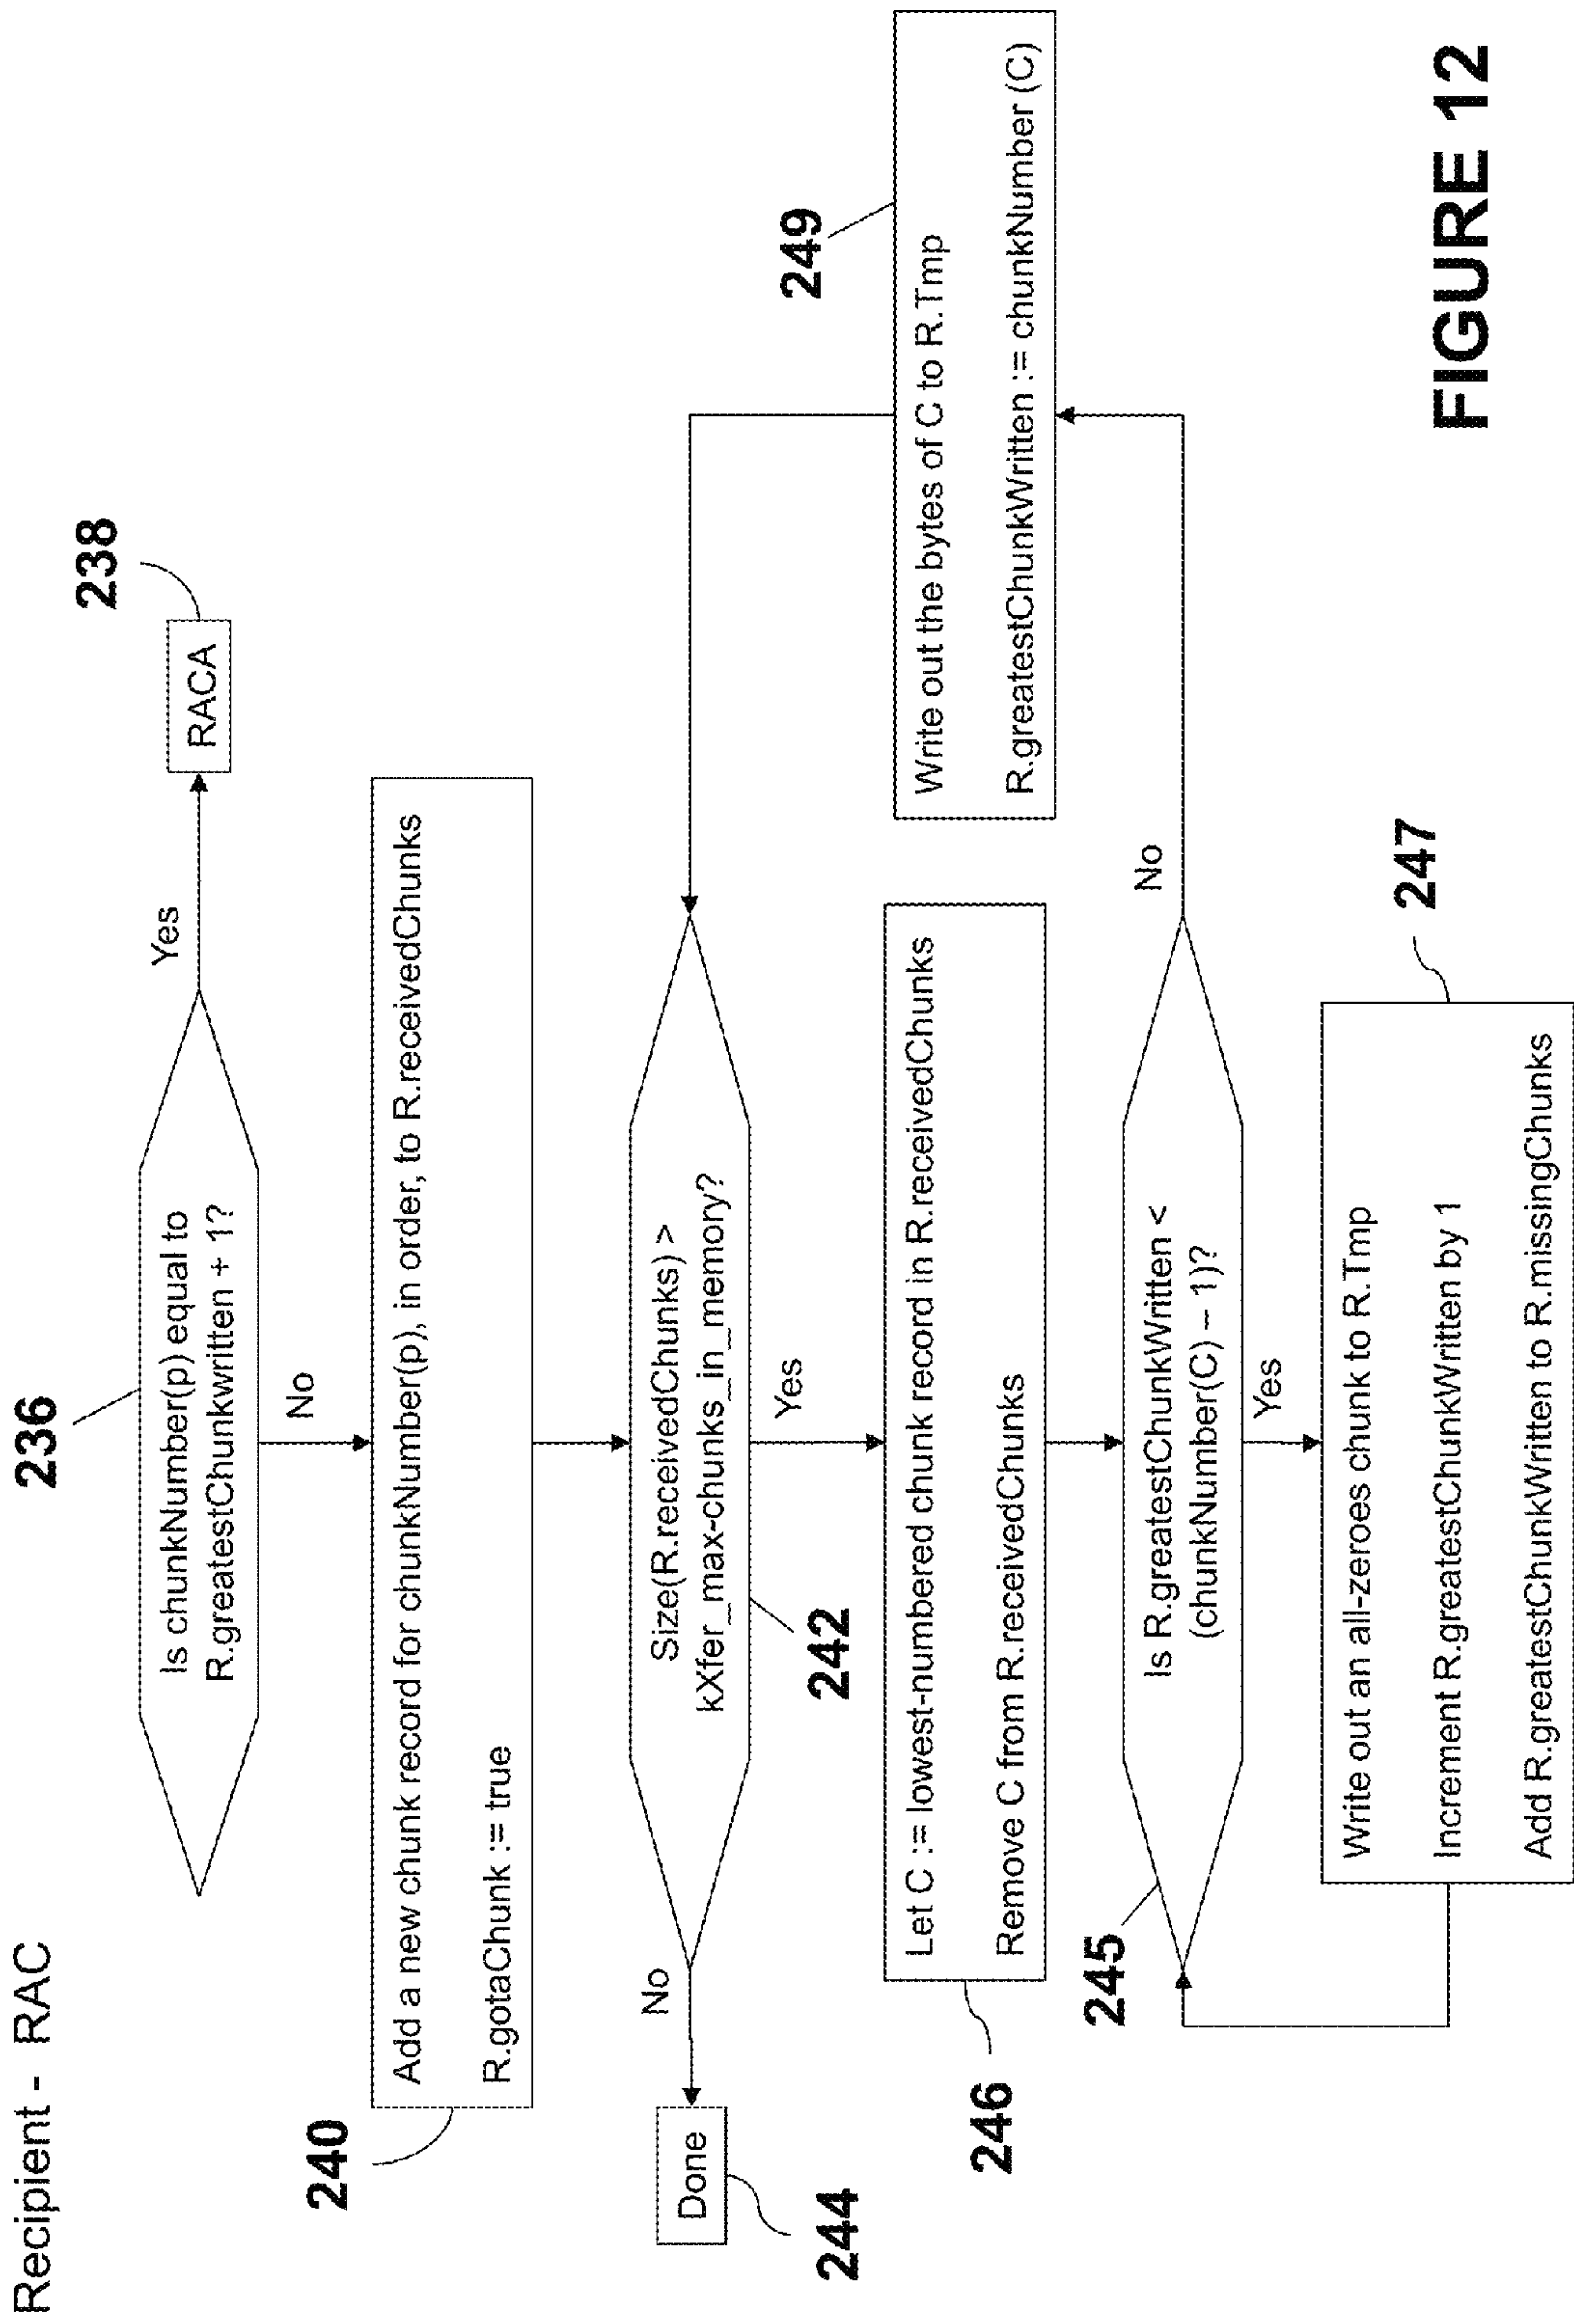 Recipient - RAC
236
Is chunkNumber(p) equal to
R.greatestChunkwritten + 1?
Yes
RACA
238
No
240
Add a new chunk record for chunkNumber(p), in order, to R.receivedChunks
R.gotaChunk := true
Size(R.receivedChunks) >
kXfer_max-chunks_in_memory?
242
No
Done
244
Yes
246
Let C := lowest-numbered chunk record in R.receivedChunks
Remove C from R.receivedChunks
249
Write out the bytes of C to R.Tmp
R.greatestChunkWritten := chunkNumber (C)
245
Is R.greatestChunkWritten <
(chunkNumber(C) – 1)?
No
Yes
247
Write out an all-zeroes chunk to R.Tmp
Increment R.greatestChunkWritten by 1
Add R.greatestChunkWritten to R.missingChunks
FIGURE 12